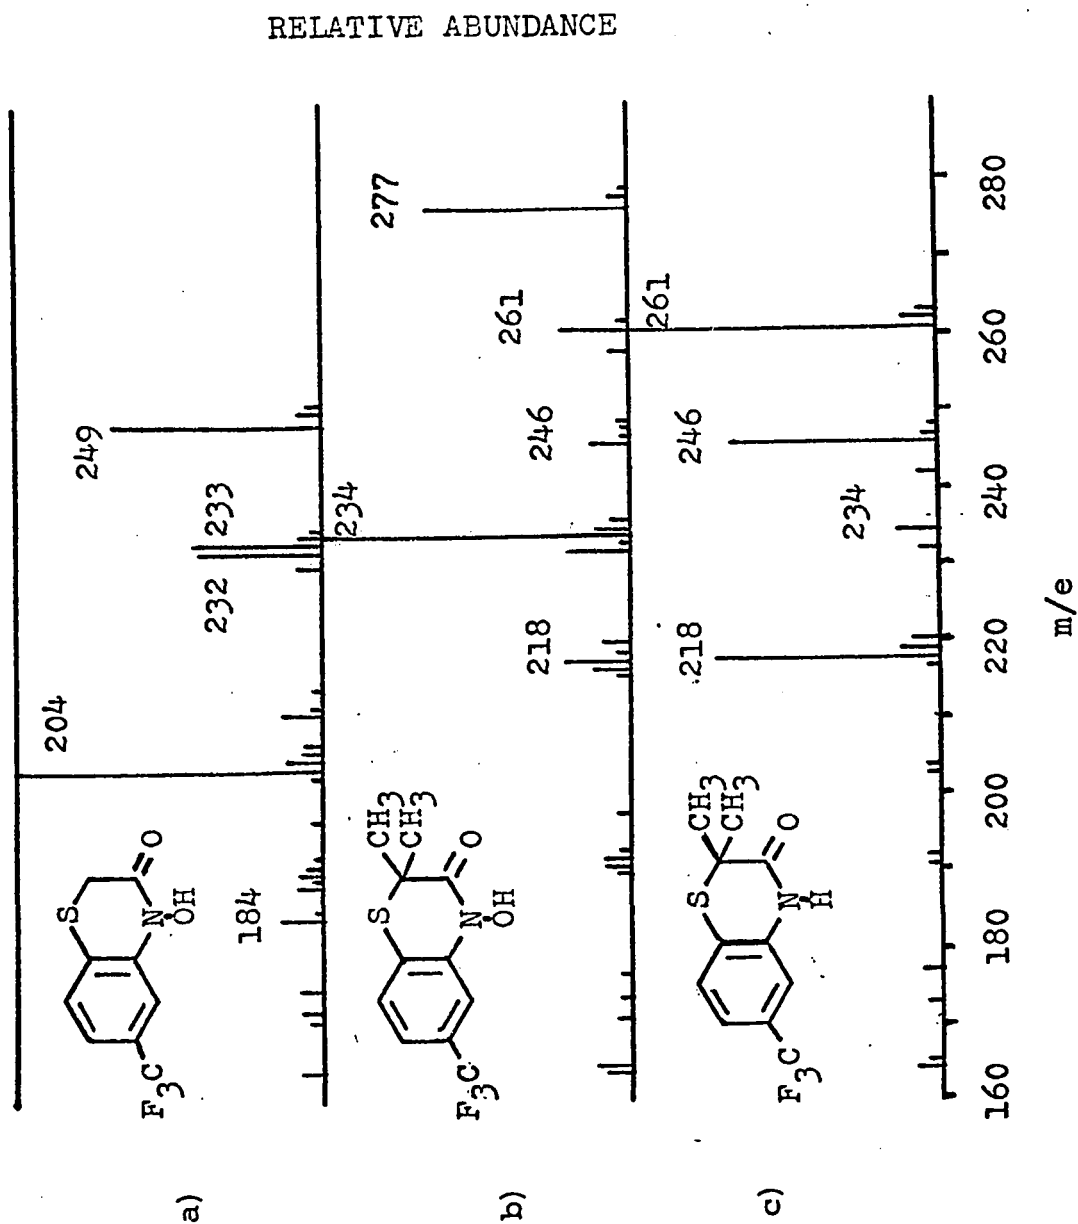 RELATIVE ABUNDANCE
a)
F3C
S
N
OH
O
184
204
232
233
249
b)
F3C
S
N
OH
O
CH3
CH3
218
234
246
261
277
c)
F3C
S
N
H
O
CH3
CH3
218
234
246
261
160 180 200 220 240 260 280
m/e